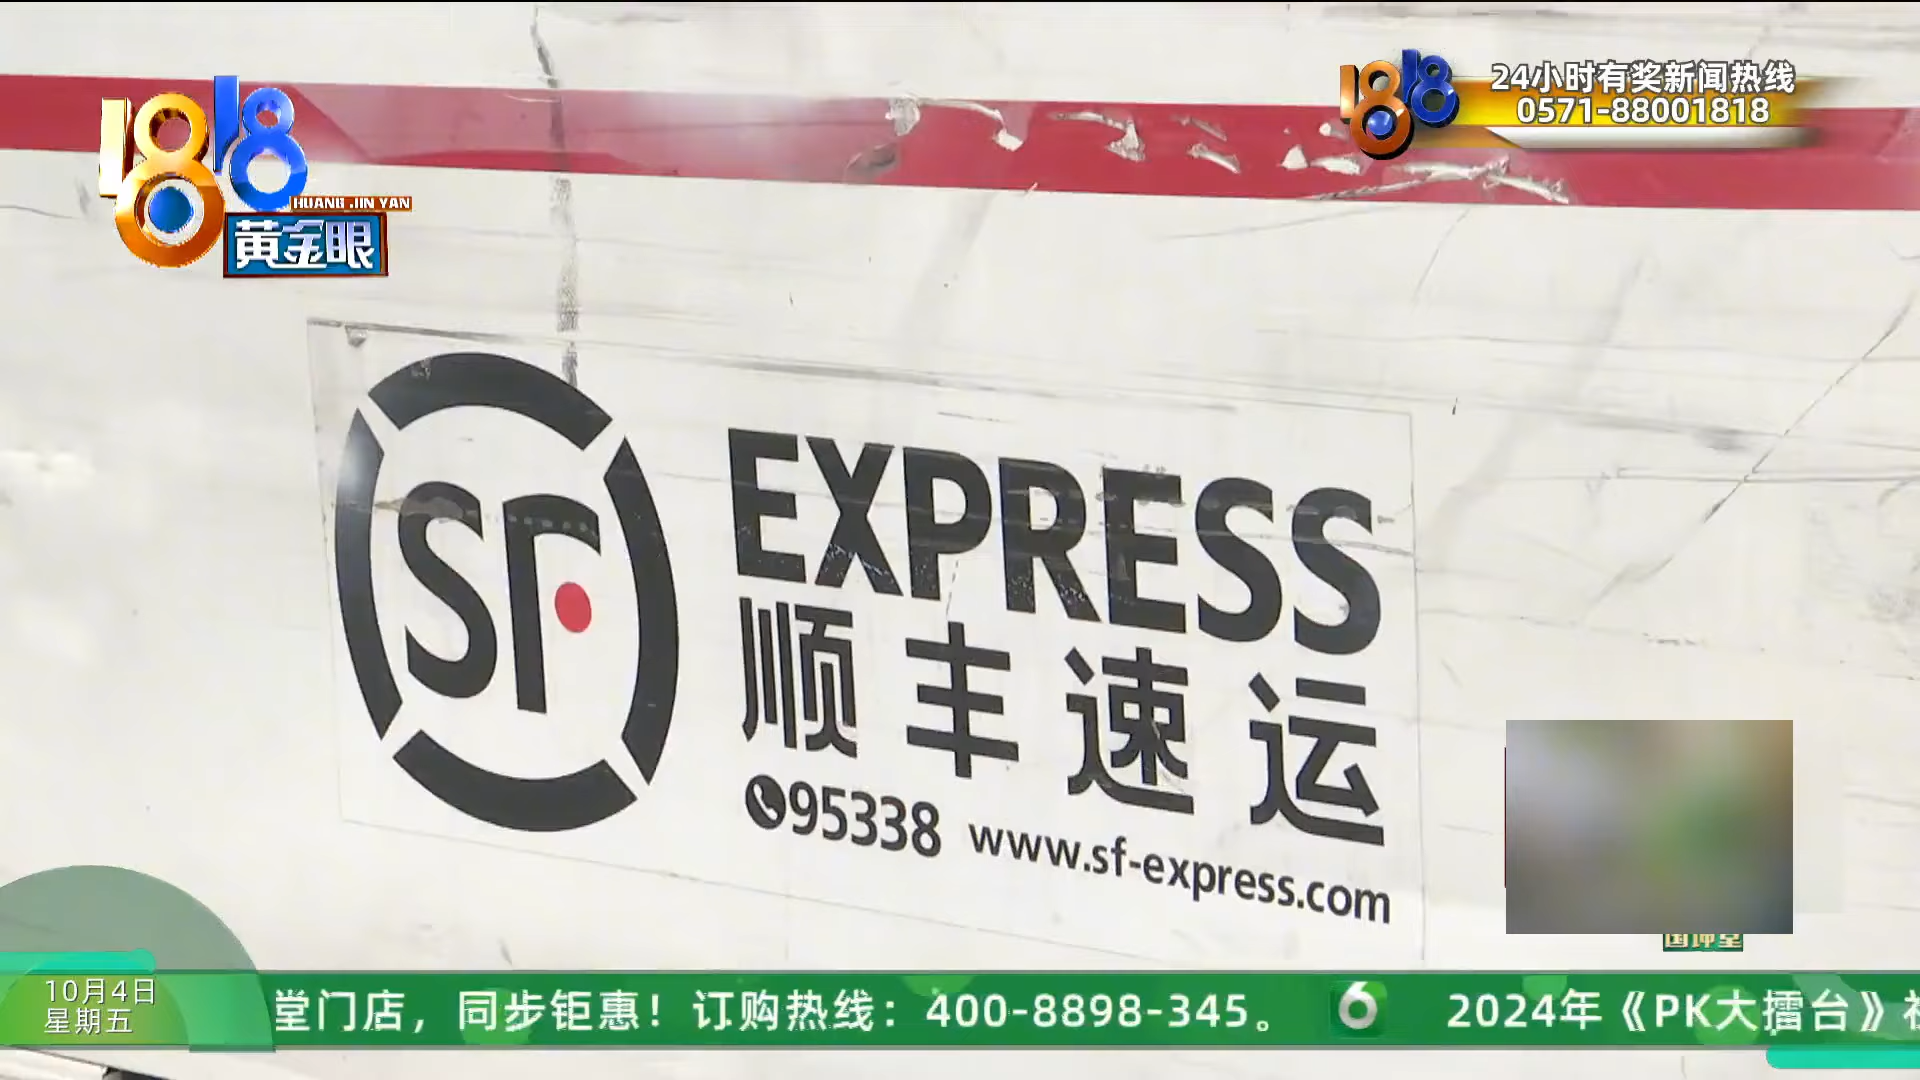 1818
HUANG JIN YAN
黄金眼
1818
24小时有奖新闻热线
0571-88001818
SF
EXPRESS
顺丰速运
95338 www.sf-express.com
10月4日
星期五
堂门店，同步钜惠！订购热线：400-8898-345。
6
2024年《PK大擂台》